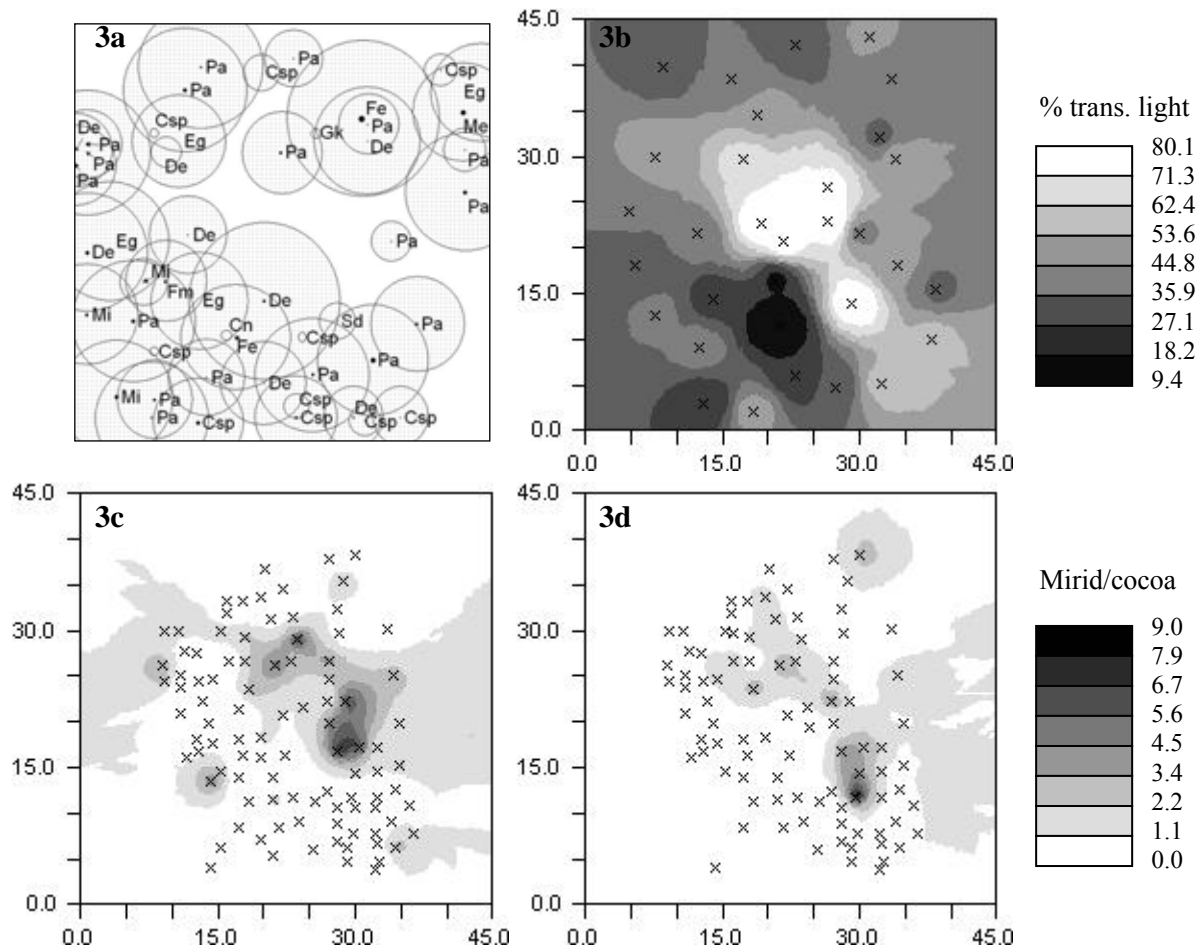 3a
Pa
Pa
Csp
Pa
Csp
Eg
Me
Pa
Pa
Fe
Pa
De
Gk
Pa
Csp
Eg
De
De
Pa
Pa
Pa
De
Pa
Eg
De
Mi
Fm
Eg
De
Mi
Pa
Cn
Fe
Csp
Sd
Pa
Csp
Pa
De
Pa
Pa
Mi
Pa
Pa
Csp
Csp
Csp
De
Csp
Csp
3b
45.0
30.0
15.0
0.0
0.0 15.0 30.0 45.0
% trans. light
80.1
71.3
62.4
53.6
44.8
35.9
27.1
18.2
9.4
3c
45.0
30.0
15.0
0.0
0.0 15.0 30.0 45.0
3d
45.0
30.0
15.0
0.0
0.0 15.0 30.0 45.0
Mirid/cocoa
9.0
7.9
6.7
5.6
4.5
3.4
2.2
1.1
0.0